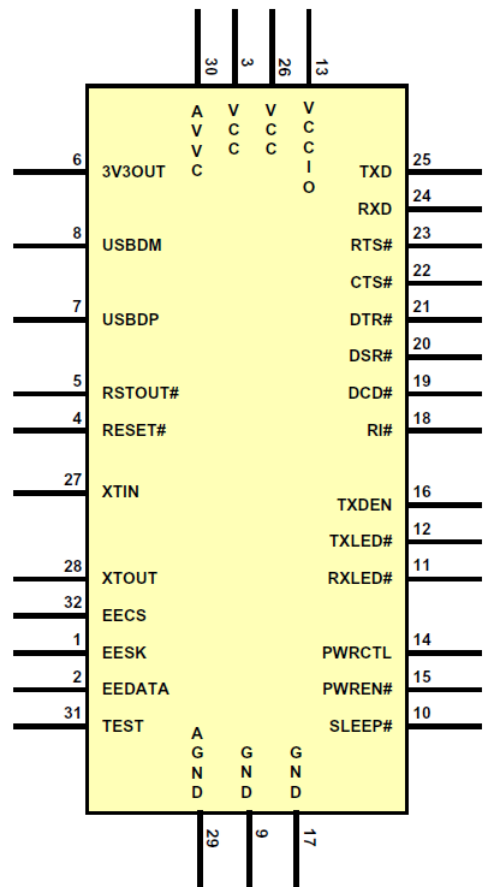 30 3 26 13
AVVC VCC VCC VCCIO
6 3V3OUT TXD 25
RXD 24
8 USBDM RTS# 23
CTS# 22
7 USBDP DTR# 21
DSR# 20
5 RSTOUT# DCD# 19
4 RESET# RI# 18
27 XTIN
TXDEN 16
TXLED# 12
28 XTOUT RXLED# 11
32 EECS
1 EESK PWRCTL 14
2 EEDATA PWREN# 15
31 TEST SLEEP# 10
AGND GND GND
29 9 17